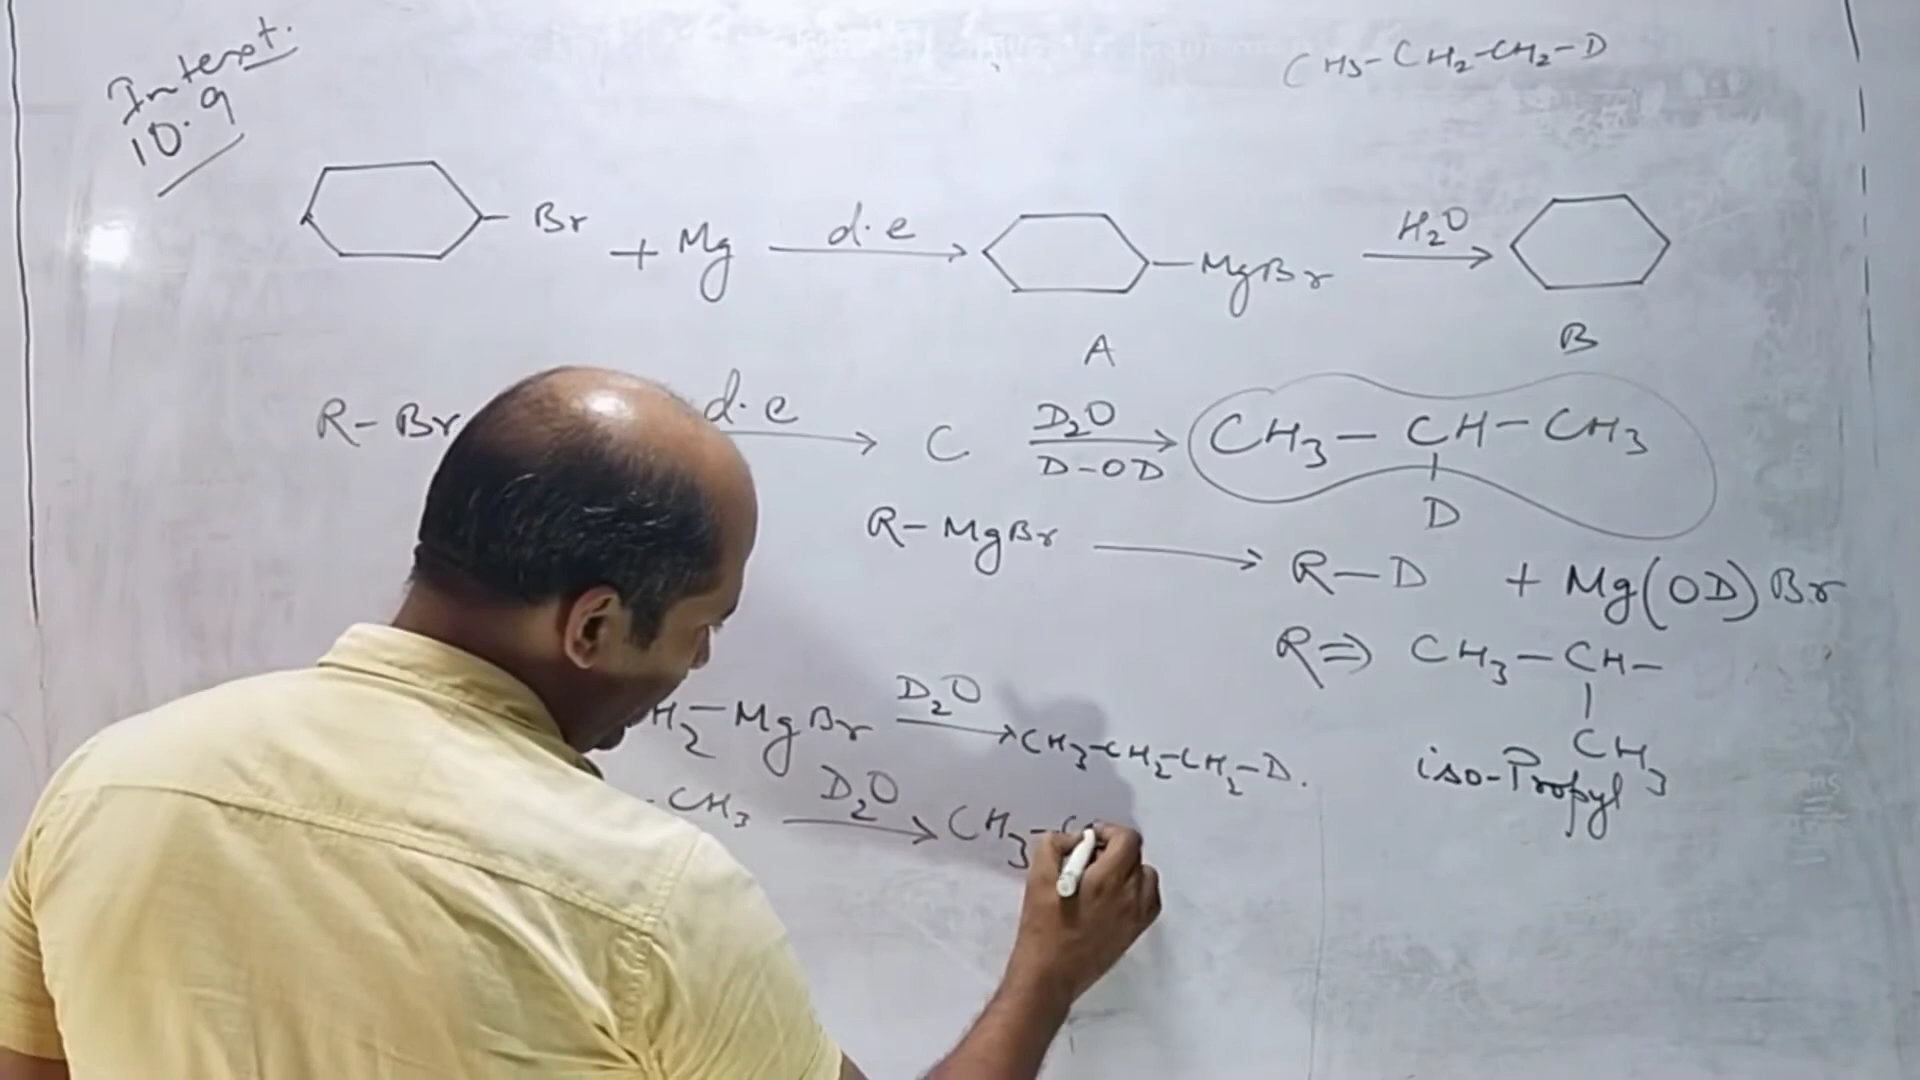 CH3-CH2-CH2-D
Intext.
10.9
Br + Mg d.e MgBr H2O
A B
R-Br d.e C D2O CH3-CH-CH3
D-OD
D
R-MgBr R-D + Mg(OD)Br
R⇒ CH3-CH-
H2-MgBr D2O CH3-CH2-CH2-D.
CH3
iso-Propyl
-CH3 D2O CH3-